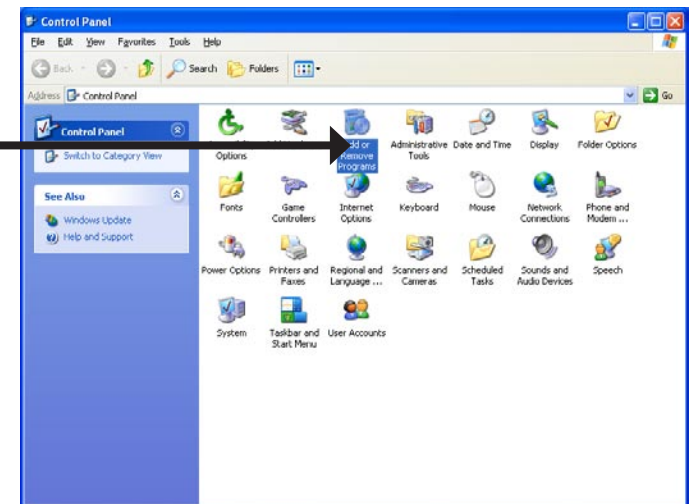 Control Panel
File Edit View Favorites Tools Help
Back Search Folders
Address Control Panel Go
Control Panel
Switch to Category View
See Also
Windows Update
Help and Support
Options
Add or Remove Programs
Administrative Tools
Date and Time
Display
Folder Options
Fonts
Game Controllers
Internet Options
Keyboard
Mouse
Network Connections
Phone and Modem ...
Power Options
Printers and Faxes
Regional and Language ...
Scanners and Cameras
Scheduled Tasks
Sounds and Audio Devices
Speech
System
Taskbar and Start Menu
User Accounts